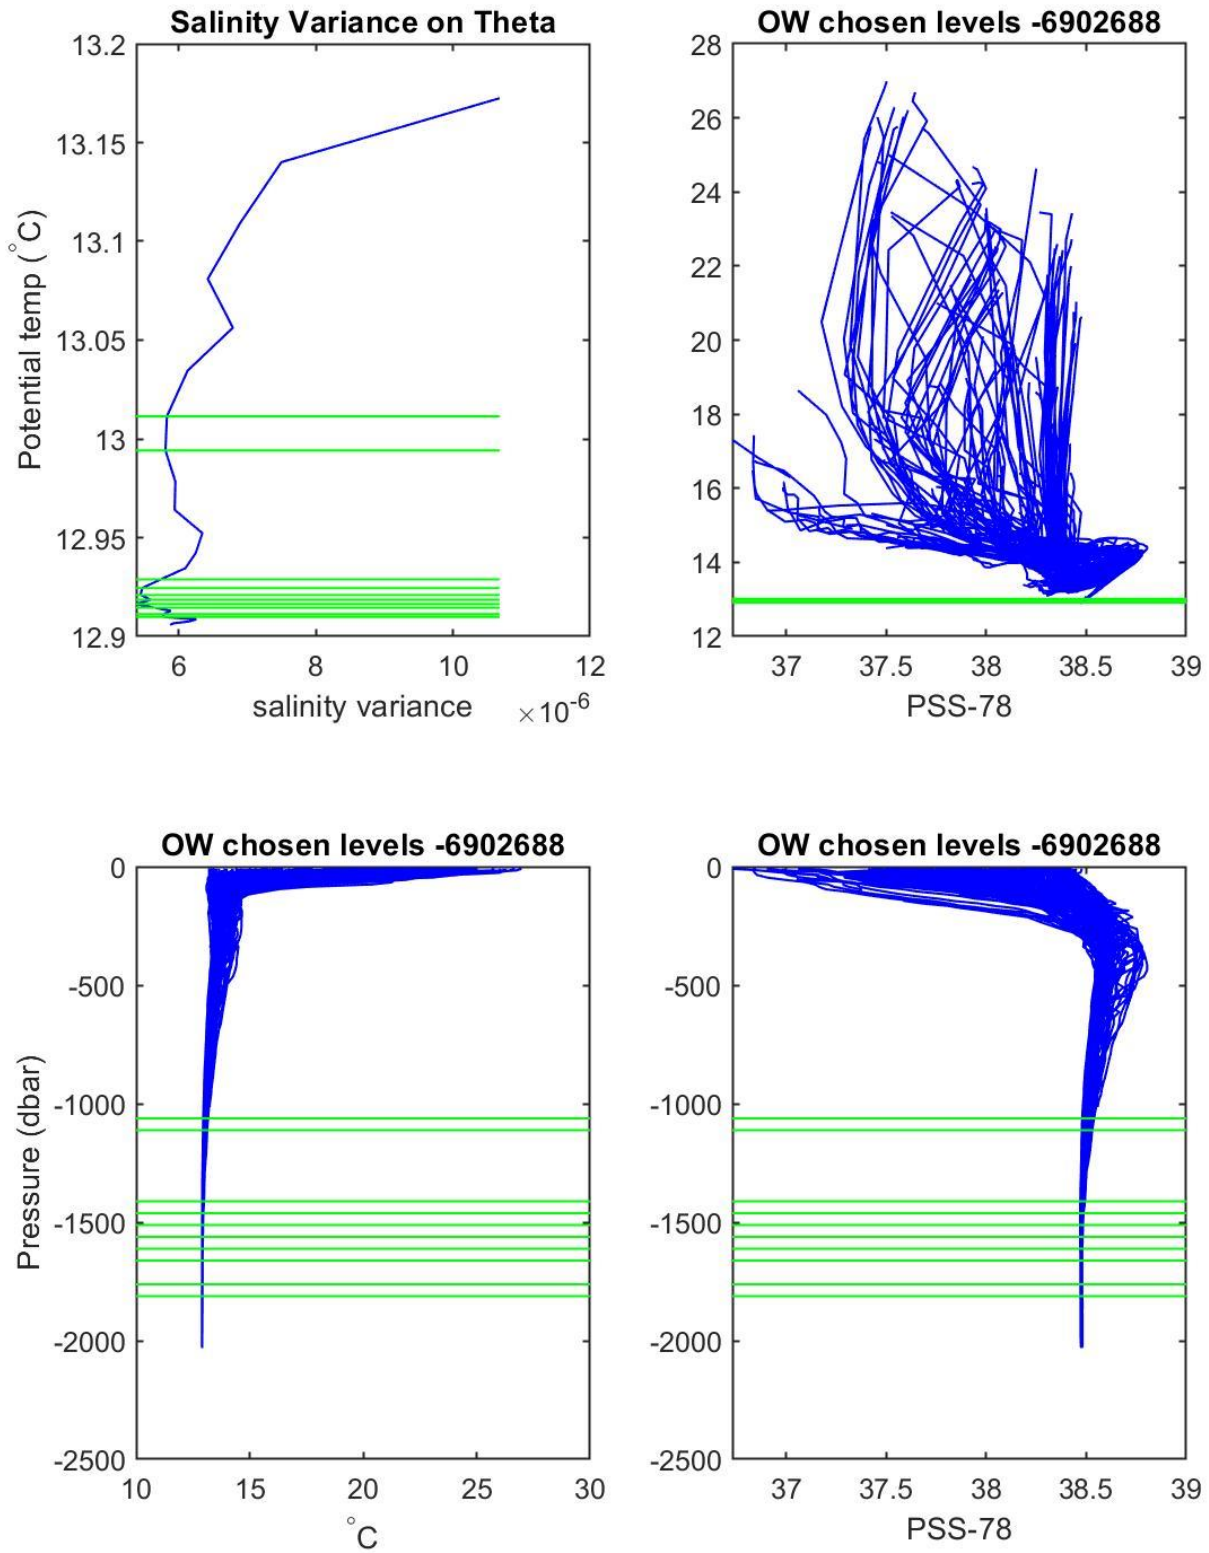 Salinity Variance on Theta
13.2
13.15
13.1
13.05
13
12.95
12.9
Potential temp (°C)
6 8 10 12
salinity variance ×10-6
OW chosen levels -6902688
28
26
24
22
20
18
16
14
12
37 37.5 38 38.5 39
PSS-78
OW chosen levels -6902688
0
-500
-1000
-1500
-2000
-2500
Pressure (dbar)
10 15 20 25 30
°C
OW chosen levels -6902688
0
-500
-1000
-1500
-2000
-2500
37 37.5 38 38.5 39
PSS-78